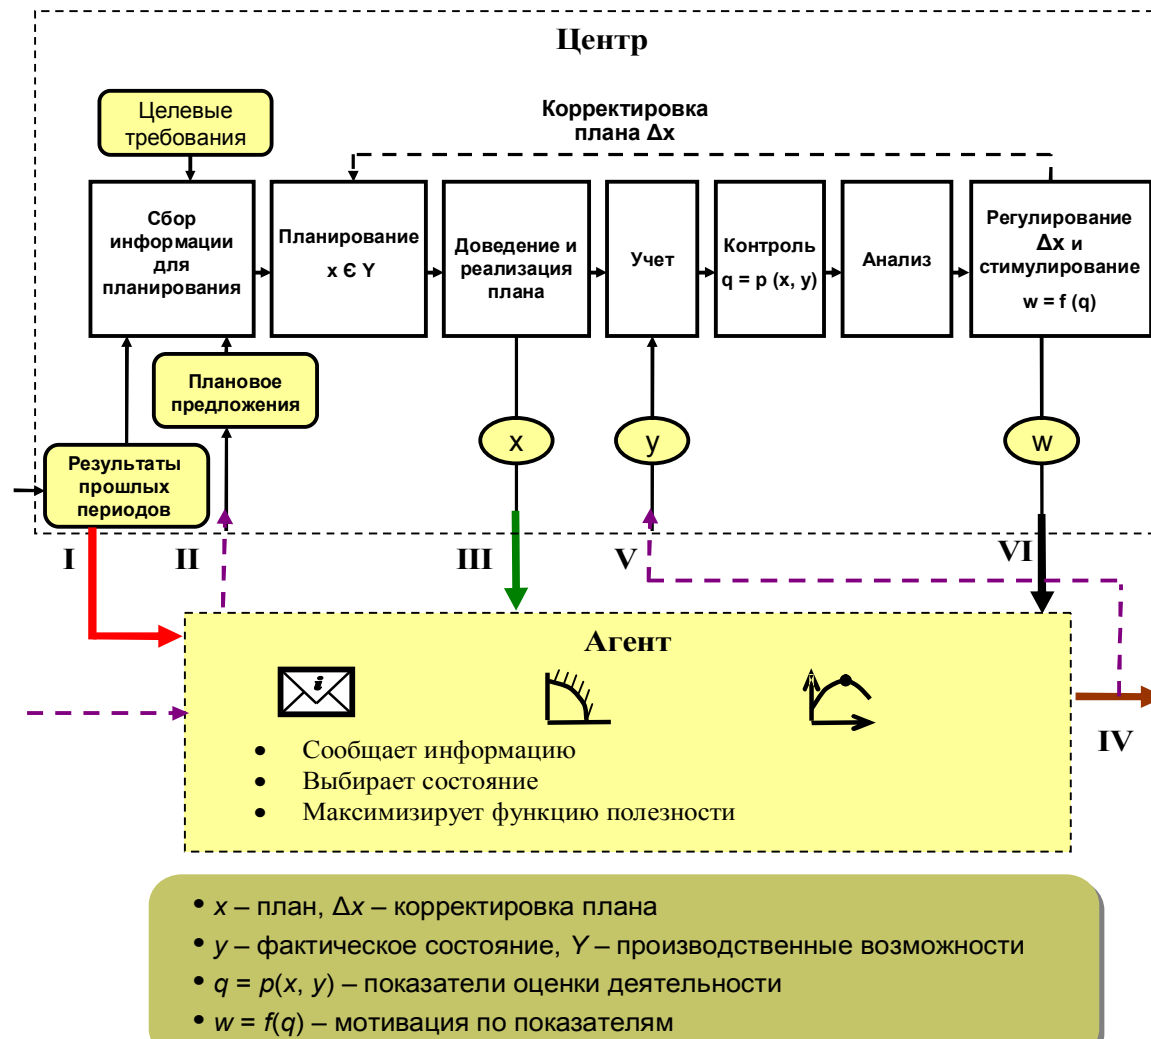 Центр
Целевые
требования
Корректировка
плана Δx
Сбор
информации
для
планирования
Планирование
x Є Y
Доведение и
реализация
плана
Учет
Контроль
q = p (x, y)
Анализ
Регулирование
Δx и
стимулирование
w = f (q)
Плановое
предложения
Результаты
прошлых
периодов
x
y
w
I
II
III
V
VI
Агент
i
IV
• Сообщает информацию
• Выбирает состояние
• Максимизирует функцию полезности
• x – план, Δx – корректировка плана
• y – фактическое состояние, Y – производственные возможности
• q = p(x, y) – показатели оценки деятельности
• w = f(q) – мотивация по показателям